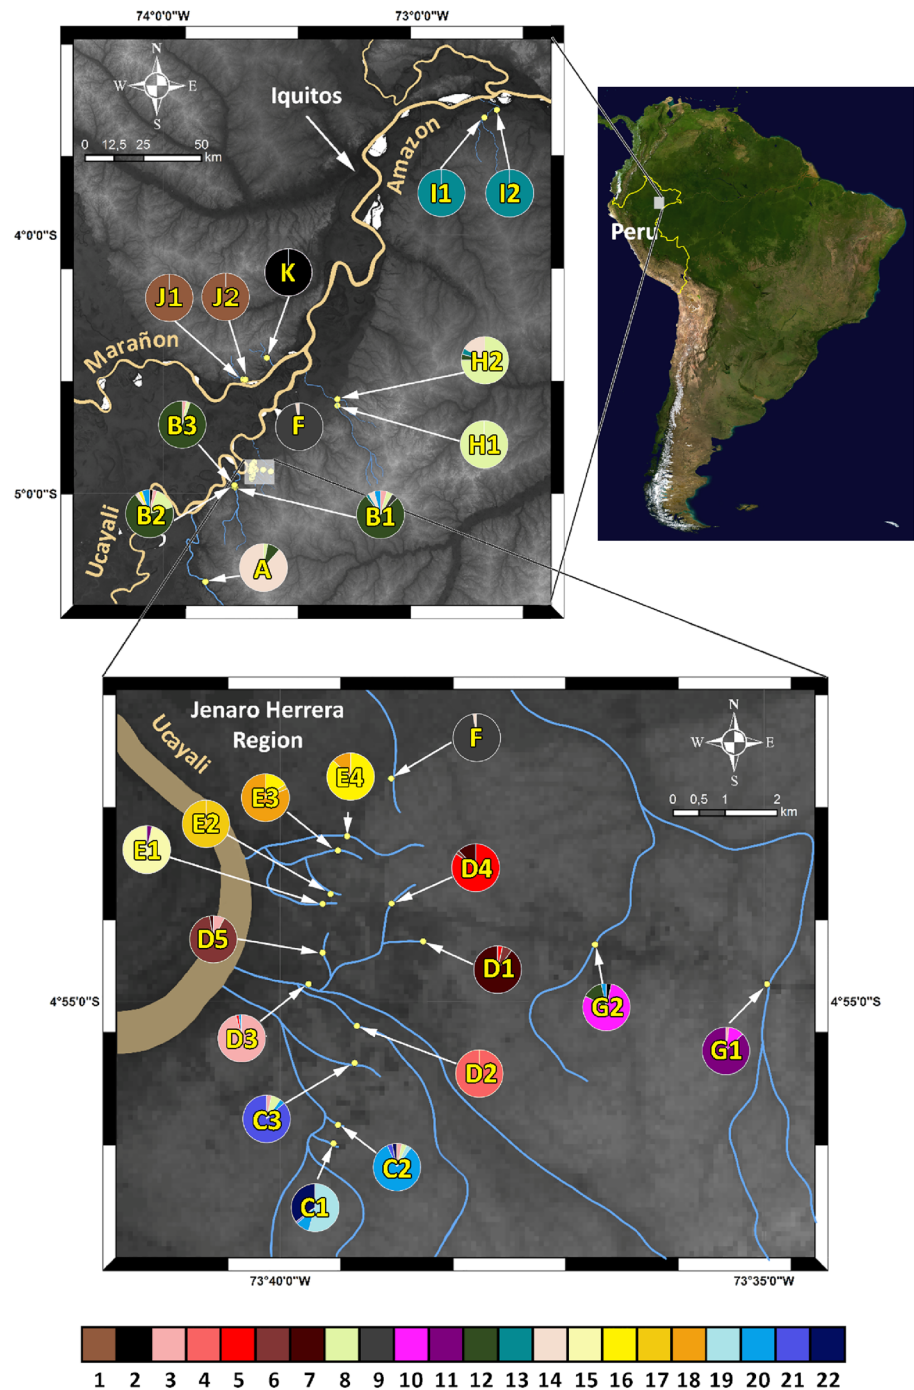 74°0'0"W 73°0'0"W
N
W E
S
0 12,5 25 50
km
Iquitos
Amazon
I1 I2
4°0'0"S
Peru
K
J1 J2
Marañon
H2
B3 F
H1
5°0'0"S
B2 B1
Ucayali
A
Jenaro Herrera
Region
Ucayali
N
W E
S
0 0,5 1 2
km
F
E4
E3
E2
E1
D4
D5
D1
4°55'0"S
G2
D3
G1
D2
C3
C2
C1
73°40'0"W 73°35'0"W
1 2 3 4 5 6 7 8 9 10 11 12 13 14 15 16 17 18 19 20 21 22